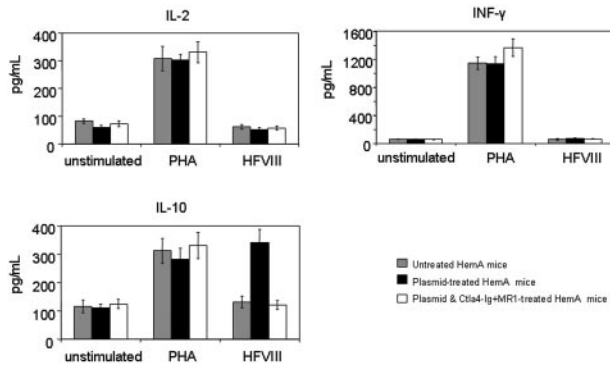 IL-2
pg/mL
400
300
200
100
0
unstimulated PHA HFVIII
INF-γ
pg/mL
1600
1200
800
400
0
unstimulated PHA HFVIII
IL-10
pg/mL
400
300
200
100
0
unstimulated PHA HFVIII
Untreated HemA mice
Plasmid-treated HemA mice
Plasmid & Ctla4-Ig+MR1-treated HemA mice